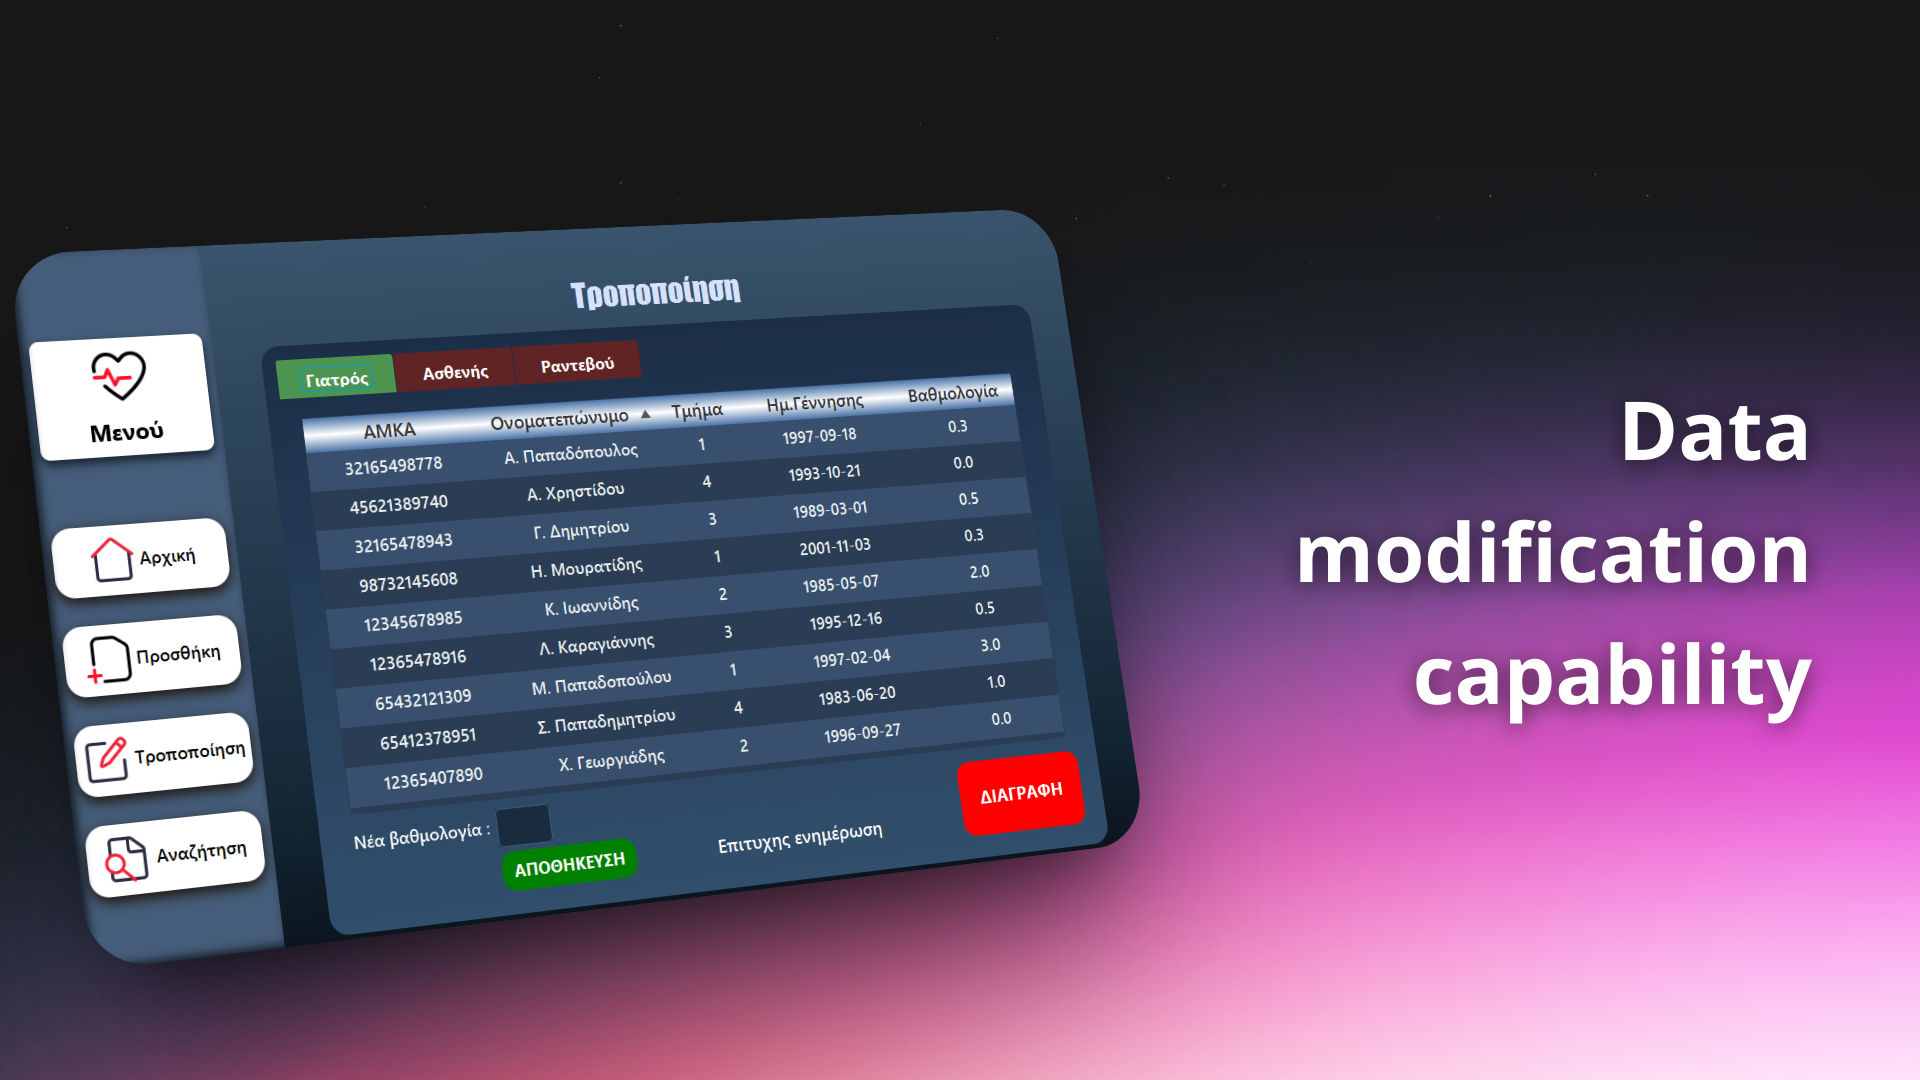 Τροποποίηση
Μενού
Αρχική
Προσθήκη
Τροποποίηση
Αναζήτηση
Γιατρός Ασθενής Ραντεβού
ΑΜΚΑ Ονοματεπώνυμο Τμήμα Ημ.Γέννησης Βαθμολογία
32165498778 Α. Παπαδόπουλος 1 1997-09-18 0.3
45621389740 Α. Χρηστίδου 4 1993-10-21 0.0
32165478943 Γ. Δημητρίου 3 1989-03-01 0.5
98732145608 Η. Μουρατίδης 1 2001-11-03 0.3
12345678985 Κ. Ιωαννίδης 2 1985-05-07 2.0
12365478916 Λ. Καραγιάννης 3 1995-12-16 0.5
65432121309 Μ. Παπαδοπούλου 1 1997-02-04 3.0
65412378951 Σ. Παπαδημητρίου 4 1983-06-20 1.0
12365407890 Χ. Γεωργιάδης 2 1996-09-27 0.0
Νέα βαθμολογία :
ΑΠΟΘΗΚΕΥΣΗ
Επιτυχης ενημέρωση
ΔΙΑΓΡΑΦΗ
Data
modification
capability